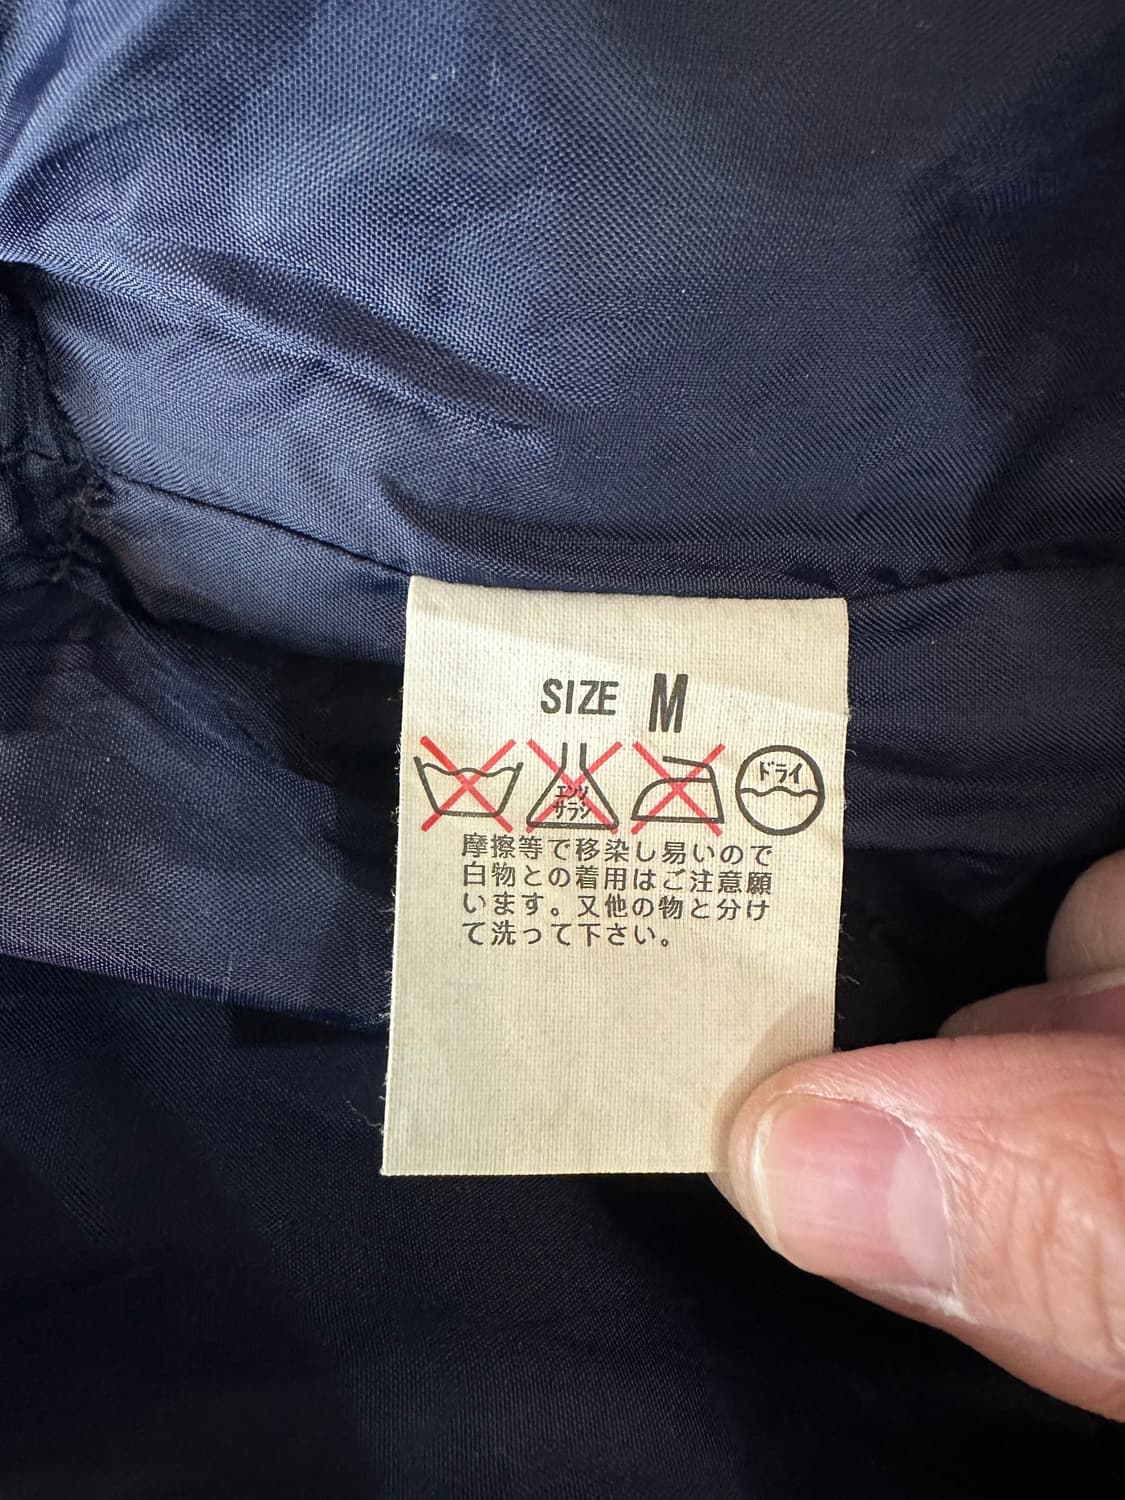 SIZE M
エンソ
サラシ
ドライ
摩擦等で移染し易いので
白物との着用はご注意願
います。又他の物と分け
て洗って下さい。